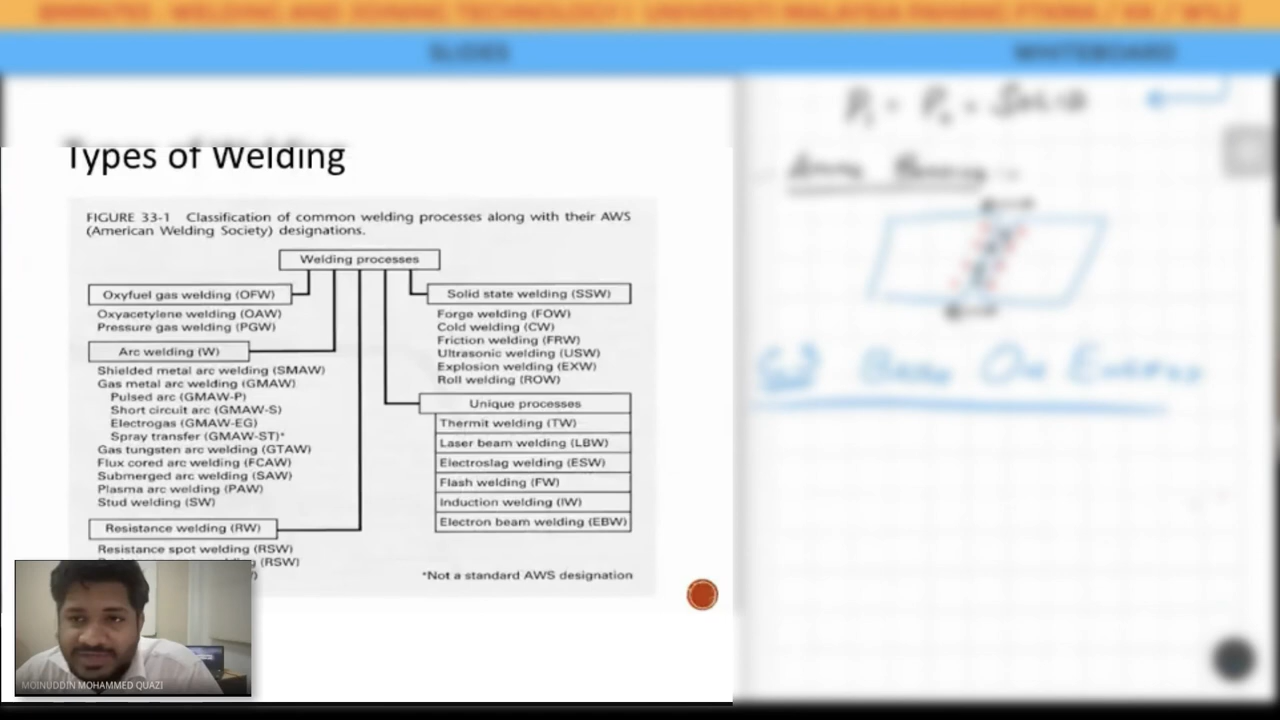 SLIDES
WHITEBOARD
Types of Welding
FIGURE 33-1 Classification of common welding processes along with their AWS
(American Welding Society) designations.
Welding processes
Oxyfuel gas welding (OFW)
Oxyacetylene welding (OAW)
Pressure gas welding (PGW)
Arc welding (W)
Shielded metal arc welding (SMAW)
Gas metal arc welding (GMAW)
Pulsed arc (GMAW-P)
Short circuit arc (GMAW-S)
Electrogas (GMAW-EG)
Spray transfer (GMAW-ST)*
Gas tungsten arc welding (GTAW)
Flux cored arc welding (FCAW)
Submerged arc welding (SAW)
Plasma arc welding (PAW)
Stud welding (SW)
Resistance welding (RW)
Resistance spot welding (RSW)
(RSW)
Solid state welding (SSW)
Forge welding (FOW)
Cold welding (CW)
Friction welding (FRW)
Ultrasonic welding (USW)
Explosion welding (EXW)
Roll welding (ROW)
Unique processes
Thermit welding (TW)
Laser beam welding (LBW)
Electroslag welding (ESW)
Flash welding (FW)
Induction welding (IW)
Electron beam welding (EBW)
*Not a standard AWS designation
MOINUDDIN MOHAMMED QUAZI